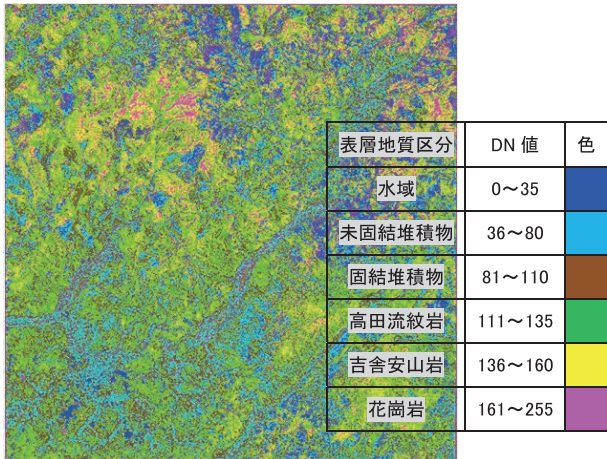 表層地質区分 DN 値 色
水域 0～35
未固結堆積物 36～80
固結堆積物 81～110
高田流紋岩 111～135
吉舎安山岩 136～160
花崗岩 161～255